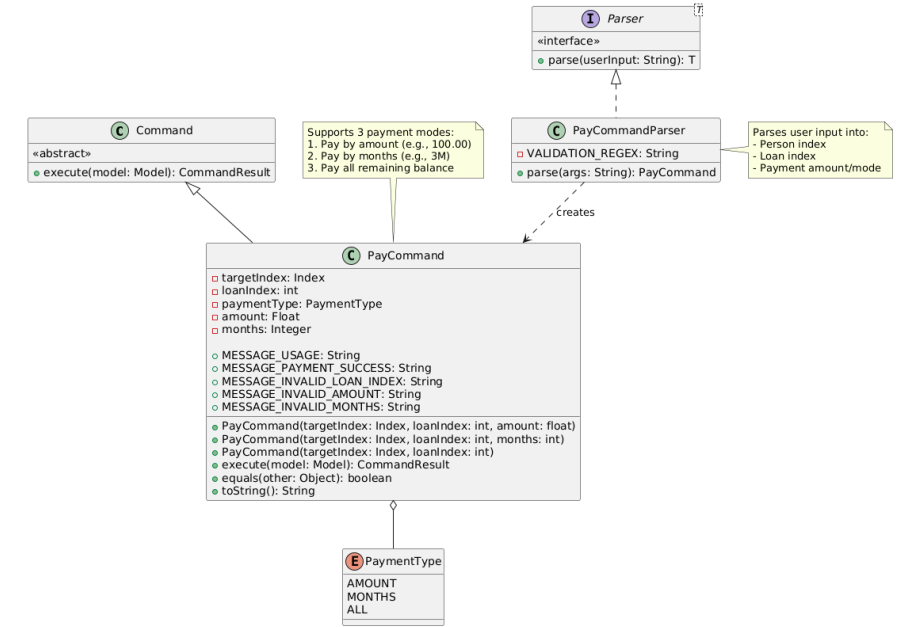 I Parser
T
«interface»
parse(userInput: String): T
C Command
«abstract»
execute(model: Model): CommandResult
Supports 3 payment modes:
1. Pay by amount (e.g., 100.00)
2. Pay by months (e.g., 3M)
3. Pay all remaining balance
C PayCommandParser
VALIDATION_REGEX: String
parse(args: String): PayCommand
Parses user input into:
- Person index
- Loan index
- Payment amount/mode
creates
C PayCommand
targetIndex: Index
loanIndex: int
paymentType: PaymentType
amount: Float
months: Integer
MESSAGE_USAGE: String
MESSAGE_PAYMENT_SUCCESS: String
MESSAGE_INVALID_LOAN_INDEX: String
MESSAGE_INVALID_AMOUNT: String
MESSAGE_INVALID_MONTHS: String
PayCommand(targetIndex: Index, loanIndex: int, amount: float)
PayCommand(targetIndex: Index, loanIndex: int, months: int)
PayCommand(targetIndex: Index, loanIndex: int)
execute(model: Model): CommandResult
equals(other: Object): boolean
toString(): String
E PaymentType
AMOUNT
MONTHS
ALL